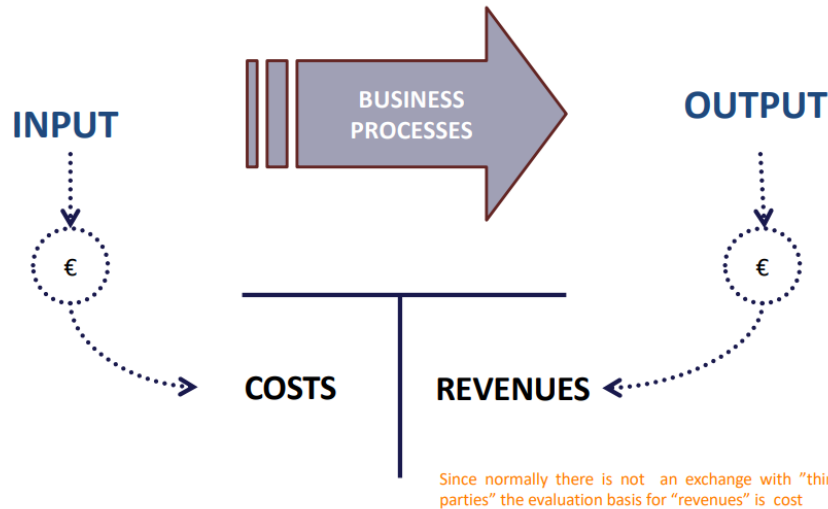 BUSINESS
PROCESSES
INPUT
OUTPUT
€
€
COSTS
REVENUES
Since normally there is not an exchange with ”
parties” the evaluation basis for “revenues” is cost